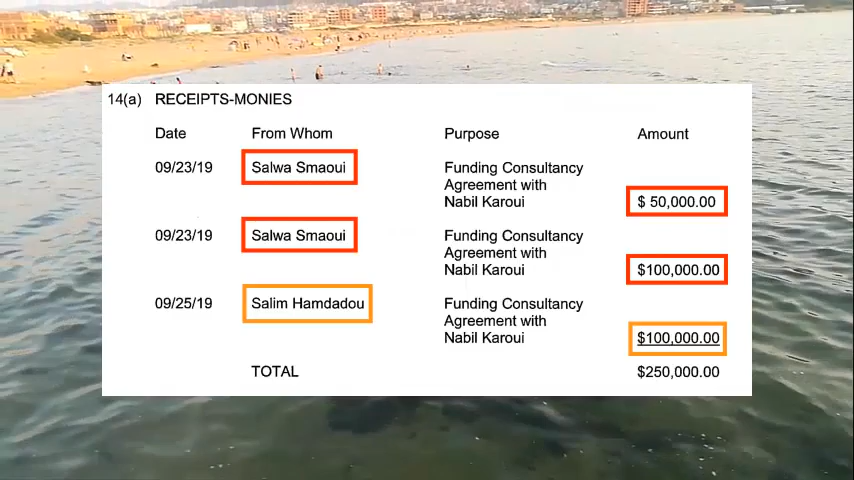 14(a) RECEIPTS-MONIES
Date From Whom Purpose Amount
09/23/19 Salwa Smaoui Funding Consultancy
Agreement with
Nabil Karoui $ 50,000.00
09/23/19 Salwa Smaoui Funding Consultancy
Agreement with
Nabil Karoui $100,000.00
09/25/19 Salim Hamdadou Funding Consultancy
Agreement with
Nabil Karoui $100,000.00
TOTAL $250,000.00